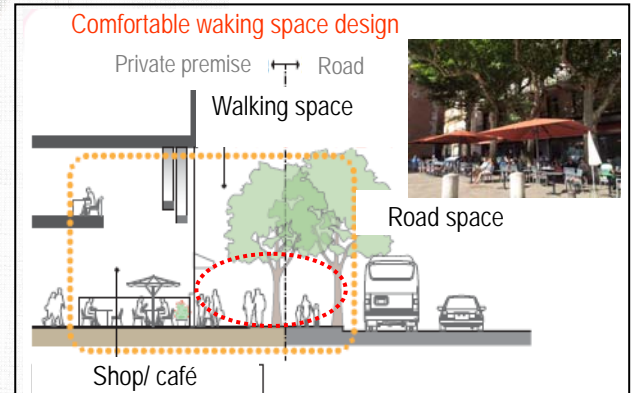 Comfortable waking space design
Private premise
Road
Walking space
Road space
Shop/ café